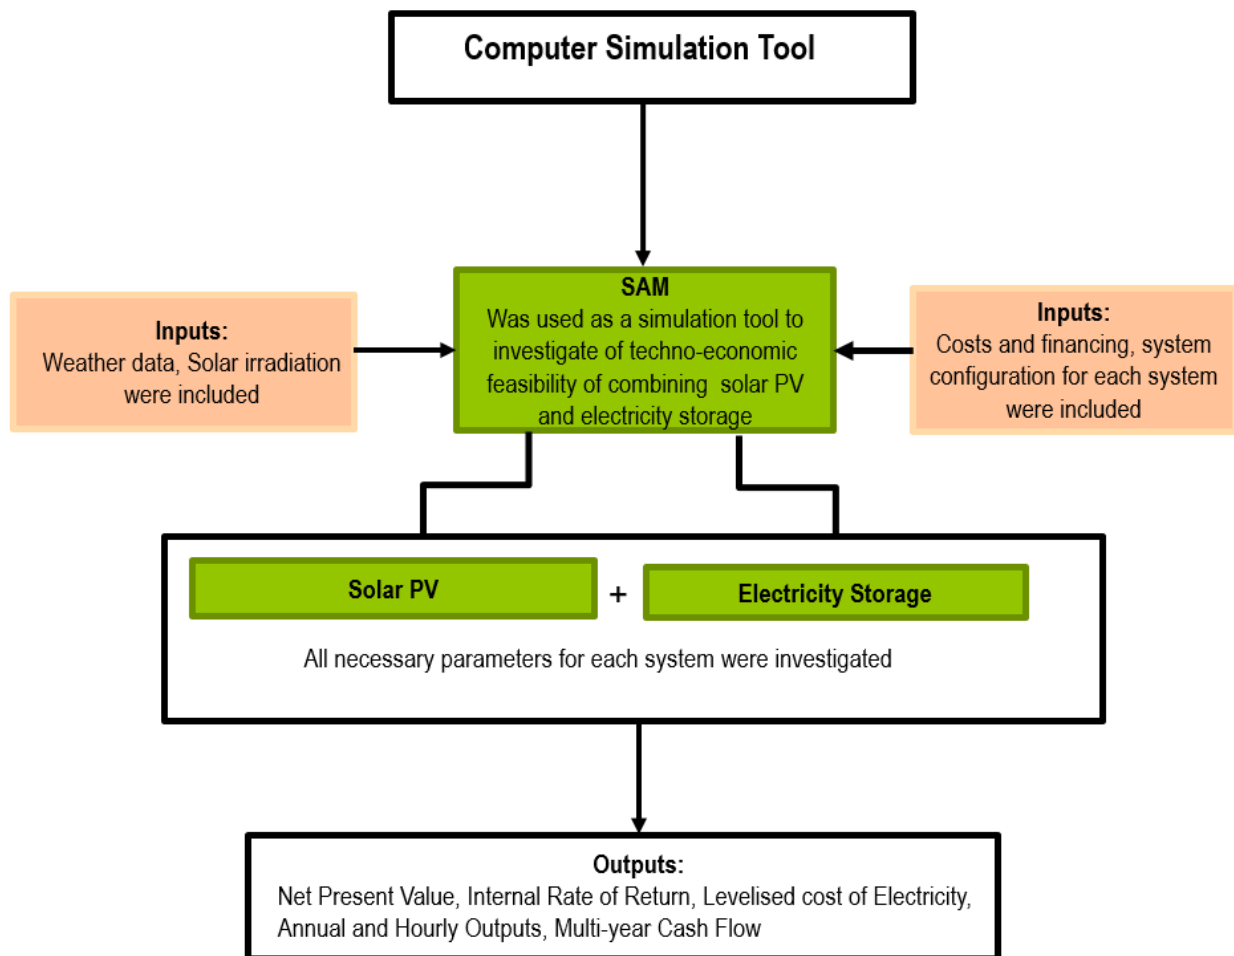 Computer Simulation Tool
SAM
Was used as a simulation tool to
investigate of techno-economic
feasibility of combining solar PV
and electricity storage
Inputs:
Weather data, Solar irradiation
were included
Inputs:
Costs and financing, system
configuration for each system
were included
Solar PV
+
Electricity Storage
All necessary parameters for each system were investigated
Outputs:
Net Present Value, Internal Rate of Return, Levelised cost of Electricity,
Annual and Hourly Outputs, Multi-year Cash Flow